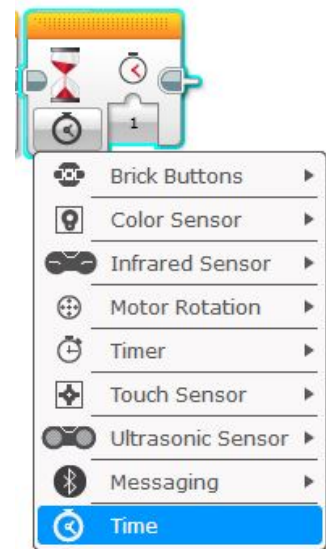 1
Brick Buttons
Color Sensor
Infrared Sensor
Motor Rotation
Timer
Touch Sensor
Ultrasonic Sensor
Messaging
Time